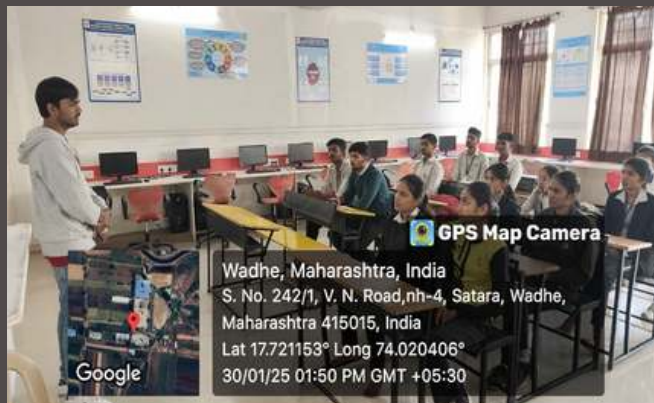 GPS Map Camera
Wadhe, Maharashtra, India
S. No. 242/1, V. N. Road,nh-4, Satara, Wadhe,
Maharashtra 415015, India
Lat 17.721153° Long 74.020406°
30/01/25 01:50 PM GMT +05:30
Google